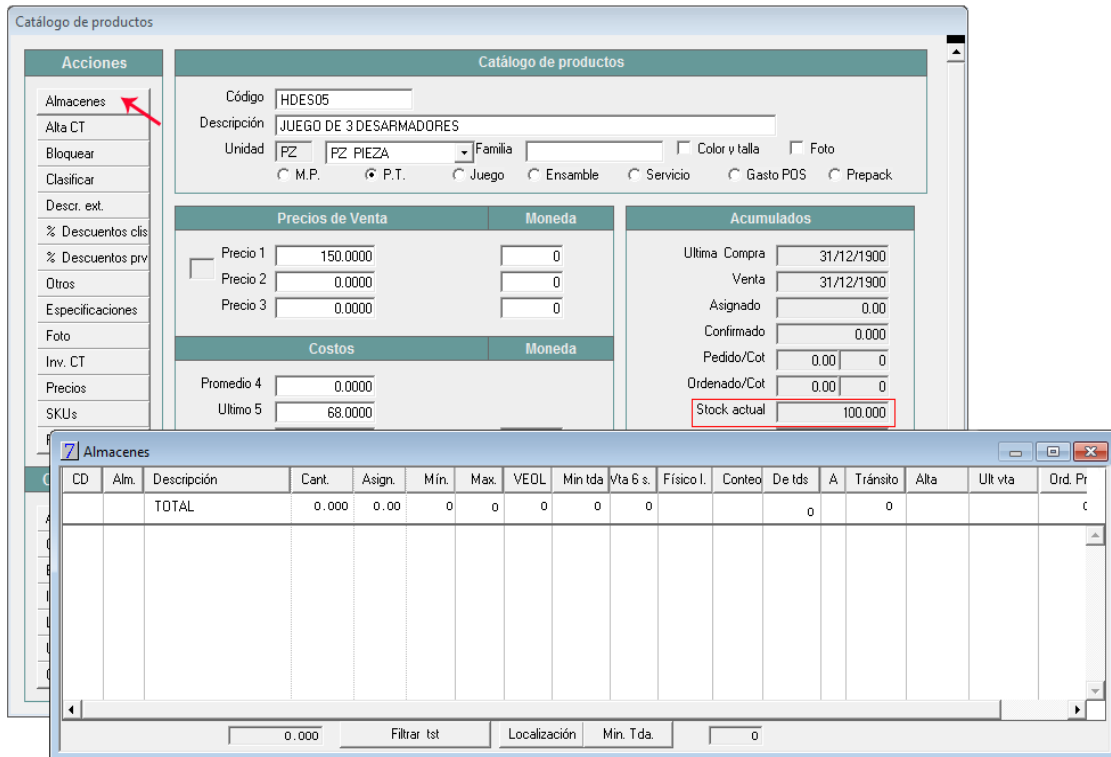 Catálogo de productos
Acciones
Almacenes
Alta CT
Bloquear
Clasificar
Descr. ext.
% Descuentos clis
% Descuentos prv
Otros
Especificaciones
Foto
Inv. CT
Precios
SKUs
Catálogo de productos
Código HDES05
Descripción JUEGO DE 3 DESARMADORES
Unidad PZ PZ PIEZA Familia Color y talla Foto
M.P. P.T. Juego Ensamble Servicio Gasto POS Prepack
Precios de Venta Moneda
Precio 1 150.0000 0
Precio 2 0.0000 0
Precio 3 0.0000 0
Costos Moneda
Promedio 4 0.0000
Ultimo 5 68.0000
Acumulados
Ultima Compra 31/12/1900
Venta 31/12/1900
Asignado 0.00
Confirmado 0.000
Pedido/Cot 0.00 0
Ordenado/Cot 0.00 0
Stock actual 100.000
7 Almacenes
CD Alm. Descripción Cant. Asign. Mín. Max. VEOL Min tda Vta 6 s. Físico I. Conteo De tds A Tránsito Alta Ult vta Ord. Pr
TOTAL 0.000 0.00 0 0 0 0 0 0 0
0.000 Filtrar tst Localización Min. Tda. 0